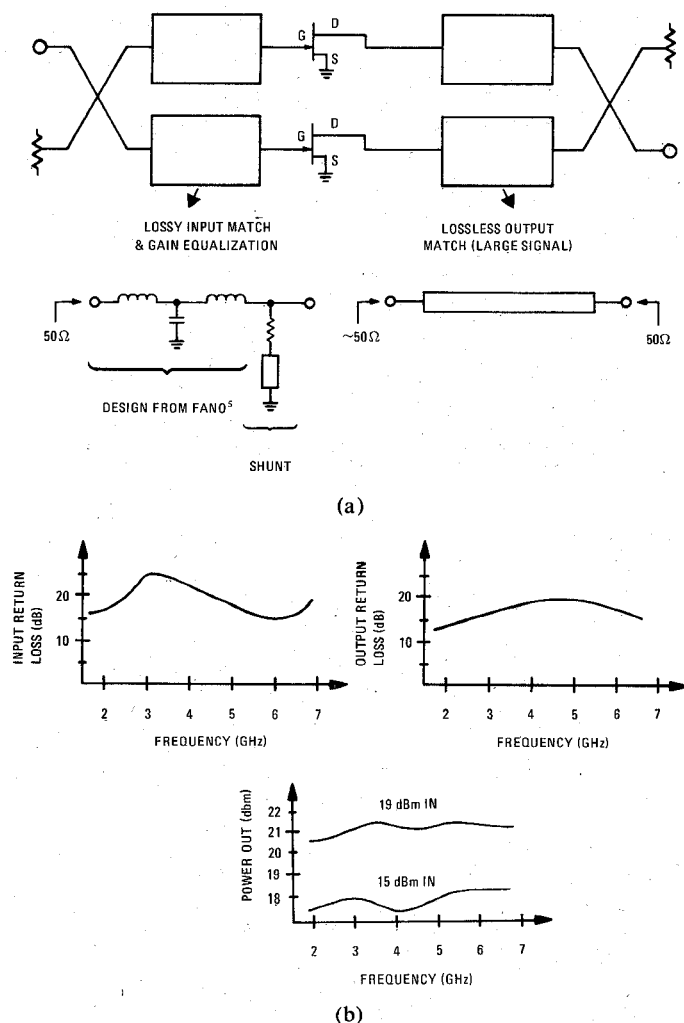 D
G
S
D
G
S
LOSSY INPUT MATCH
& GAIN EQUALIZATION
LOSSLESS OUTPUT
MATCH (LARGE SIGNAL)
50Ω
~50Ω
50Ω
DESIGN FROM FANO⁵
SHUNT
(a)
INPUT RETURN
LOSS (dB)
20
10
2 3 4 5 6 7
FREQUENCY (GHz)
OUTPUT RETURN
LOSS (dB)
20
10
2 3 4 5 6 7
FREQUENCY (GHz)
POWER OUT (dbm)
22
21
20
19
18
19 dBm IN
15 dBm IN
2 3 4 5 6 7
FREQUENCY (GHz)
(b)